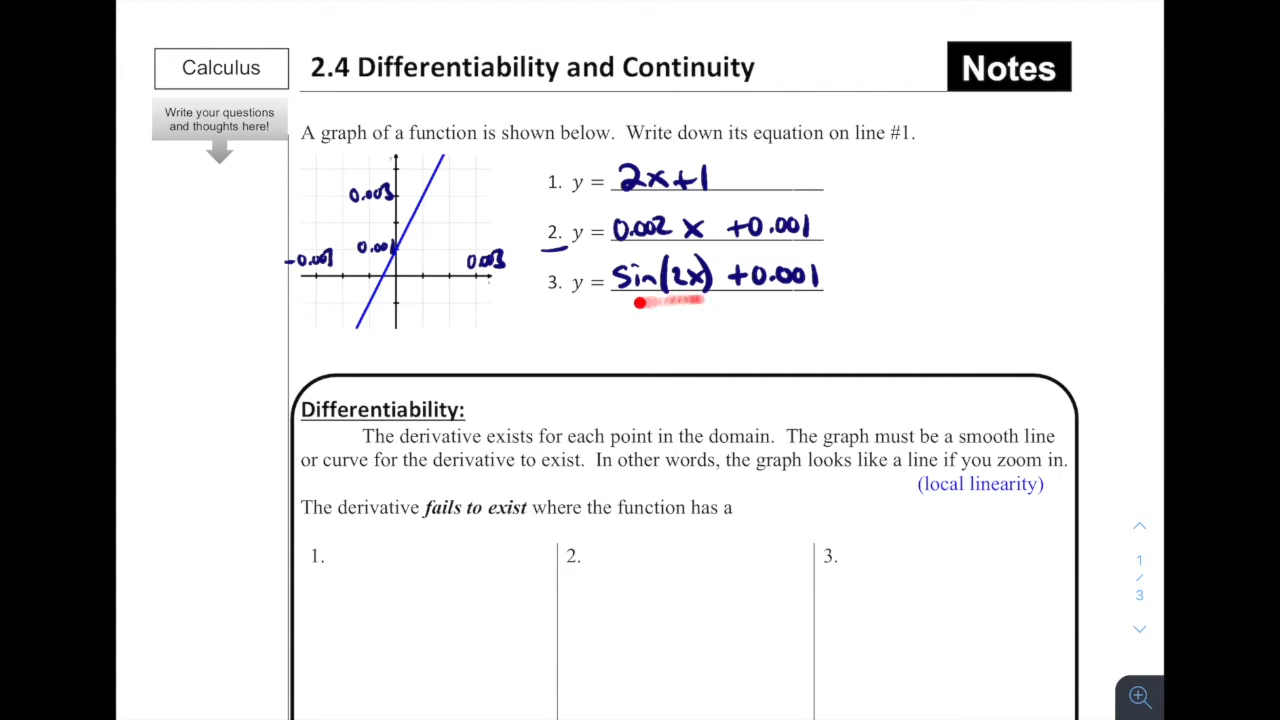 Calculus
2.4 Differentiability and Continuity
Notes
Write your questions
and thoughts here!
A graph of a function is shown below. Write down its equation on line #1.
0.003
0.001
-0.003
0.003
1. y = 2x+1
2. y = 0.002 x +0.001
3. y = sin(2x) +0.001
Differentiability:
The derivative exists for each point in the domain. The graph must be a smooth line
or curve for the derivative to exist. In other words, the graph looks like a line if you zoom in.
(local linearity)
The derivative fails to exist where the function has a
1.
2.
3.
1
/
3